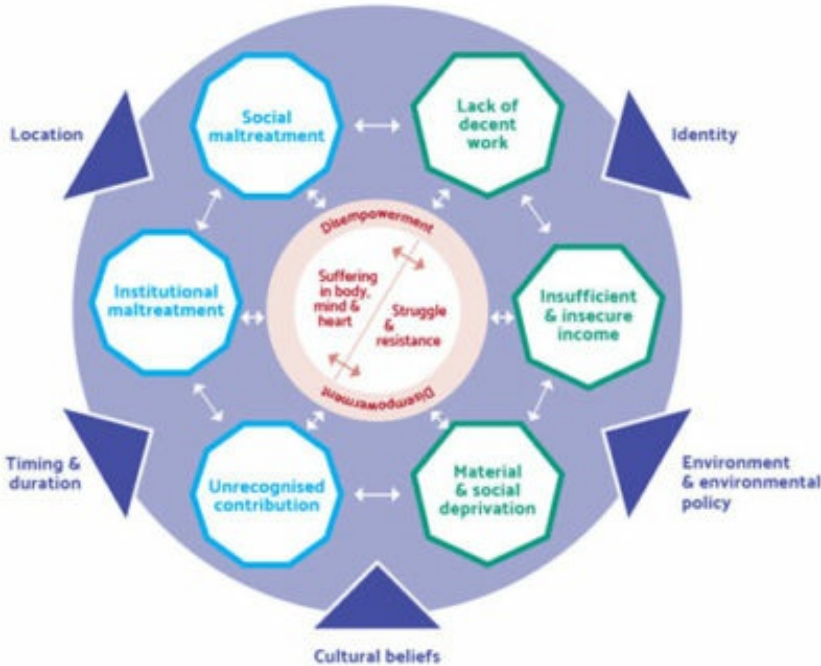 Social
maltreatment
Lack of
decent
work
Location
Identity
Disempowerment
Institutional
maltreatment
Suffering
in body,
mind &
heart
Struggle
&
resistance
Insufficient
& insecure
income
Disempowerment
Timing &
duration
Unrecognised
contribution
Material
& social
deprivation
Environment
& environmental
policy
Cultural beliefs